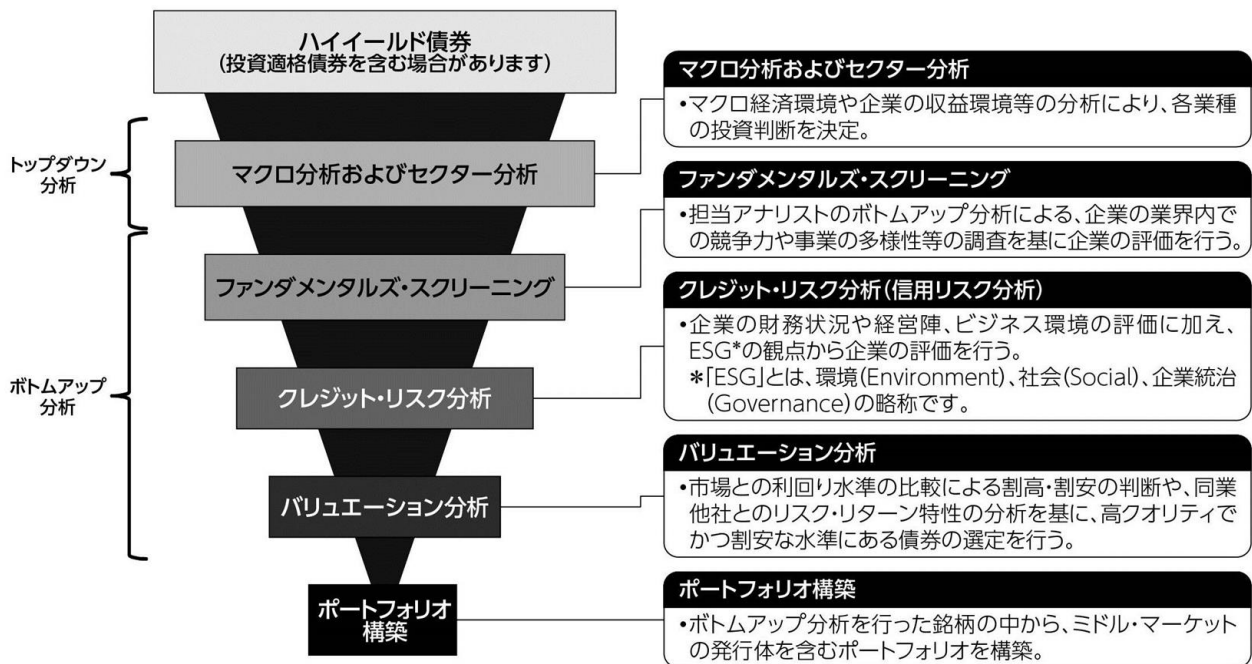 ハイイールド債券
(投資適格債券を含む場合があります)
トップダウン
分析
マクロ分析およびセクター分析
ファンダメンタルズ・スクリーニング
ボトムアップ
分析
クレジット・リスク分析
バリュエーション分析
ポートフォリオ
構築
マクロ分析およびセクター分析
・マクロ経済環境や企業の収益環境等の分析により、各業種
の投資判断を決定。
ファンダメンタルズ・スクリーニング
・担当アナリストのボトムアップ分析による、企業の業界内で
の競争力や事業の多様性等の調査を基に企業の評価を行う。
クレジット・リスク分析(信用リスク分析)
・企業の財務状況や経営陣、ビジネス環境の評価に加え、
ESG*の観点から企業の評価を行う。
*「ESG」とは、環境(Environment)、社会(Social)、企業統治
(Governance)の略称です。
バリュエーション分析
・市場との利回り水準の比較による割高・割安の判断や、同業
他社とのリスク・リターン特性の分析を基に、高クオリティで
かつ割安な水準にある債券の選定を行う。
ポートフォリオ構築
・ボトムアップ分析を行った銘柄の中から、ミドル・マーケット
の発行体を含むポートフォリオを構築。